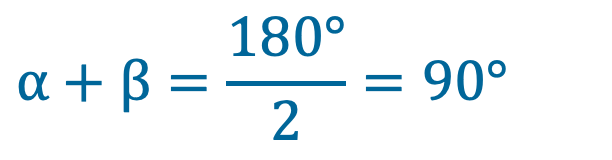 α + β = 180°/2 = 90°